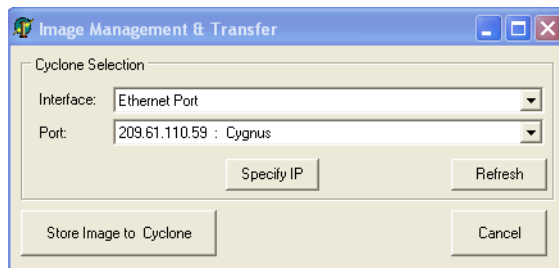 Image Management & Transfer
Cyclone Selection
Interface: Ethernet Port
Port: 209.61.110.59 : Cygnus
Specify IP Refresh
Store Image to Cyclone Cancel